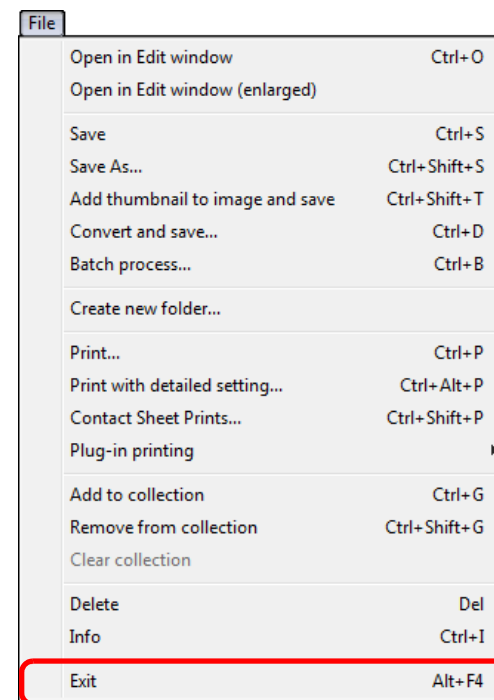 File
Open in Edit window Ctrl+O
Open in Edit window (enlarged)
Save Ctrl+S
Save As... Ctrl+Shift+S
Add thumbnail to image and save Ctrl+Shift+T
Convert and save... Ctrl+D
Batch process... Ctrl+B
Create new folder...
Print... Ctrl+P
Print with detailed setting... Ctrl+Alt+P
Contact Sheet Prints... Ctrl+Shift+P
Plug-in printing
Add to collection Ctrl+G
Remove from collection Ctrl+Shift+G
Clear collection
Delete Del
Info Ctrl+I
Exit Alt+F4